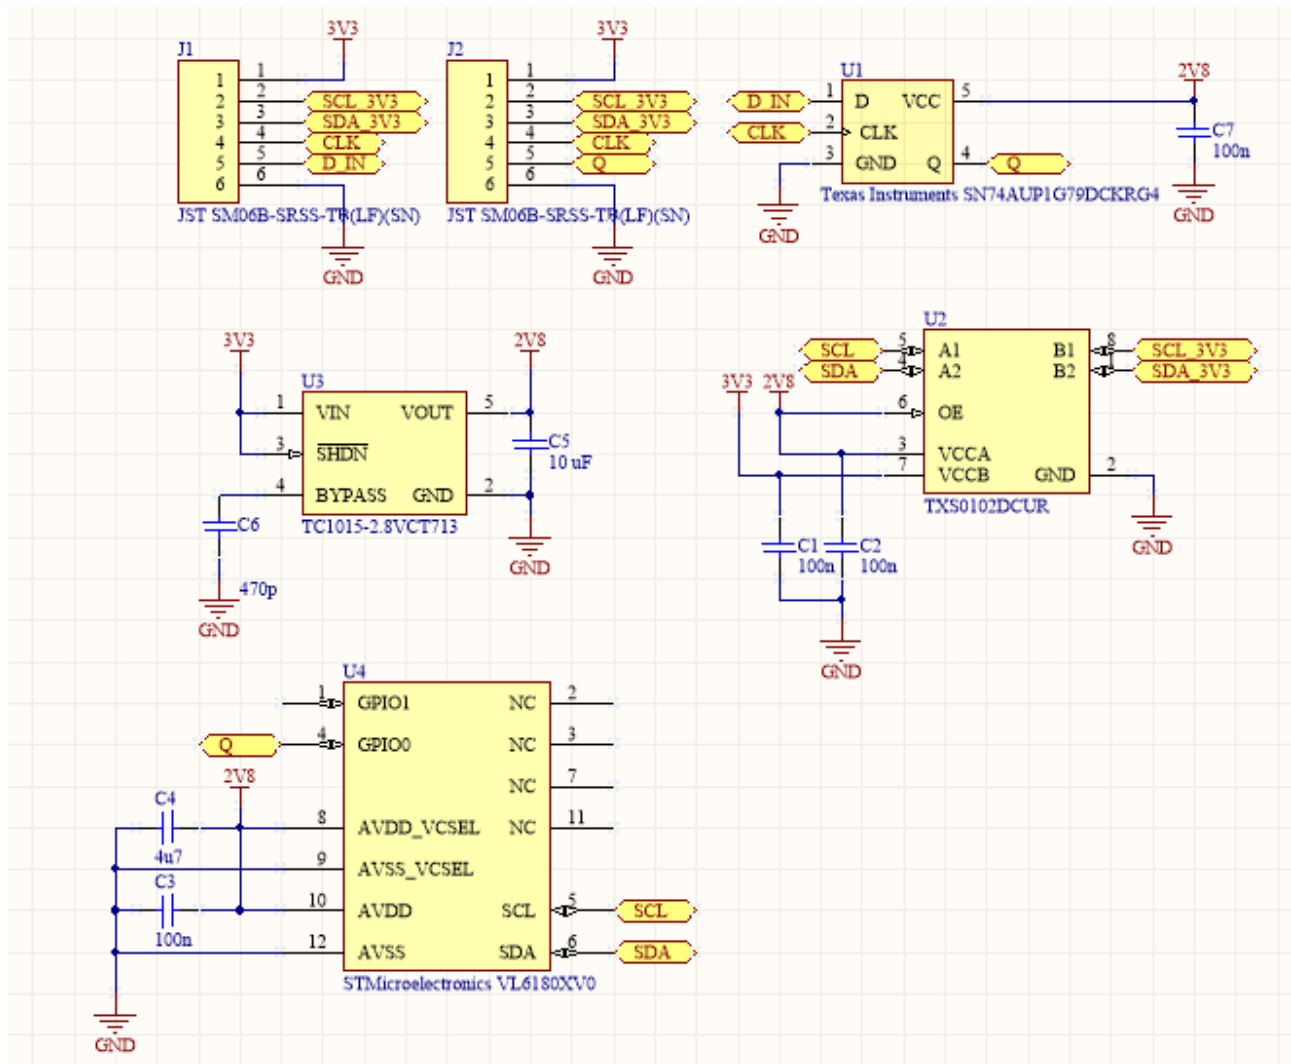 3V3
J1
1 1
2 2 SCL_3V3
3 3 SDA_3V3
4 4 CLK
5 5 D_IN
6 6
JST SM06B-SRSS-TB(LF)(SN)
GND
3V3
J2
1 1
2 2 SCL_3V3
3 3 SDA_3V3
4 4 CLK
5 5 Q
6 6
JST SM06B-SRSS-TB(LF)(SN)
GND
U1
2V8
D_IN 1 D VCC 5
CLK 2 CLK
3 GND Q 4 Q
C7
100n
Texas Instruments SN74AUP1G79DCKRG4
GND
GND
3V3
2V8
U3
1 VIN VOUT 5
3 SHDN
4 BYPASS GND 2
C5
10 uF
C6
470p
TC1015-2.8VCT713
GND
GND
U2
SCL 5 A1 B1 8 SCL_3V3
SDA 4 A2 B2 1 SDA_3V3
3V3 2V8
6 OE
3 VCCA
7 VCCB GND 2
TXS0102DCUR
GND
C1 C2
100n 100n
GND
U4
1 GPIO1 NC 2
Q 4 GPIO0 NC 3
2V8
NC 7
C4
8 AVDD_VCSEL NC 11
4u7
9 AVSS_VCSEL
C3
10 AVDD SCL 5 SCL
100n
12 AVSS SDA 6 SDA
STMicroelectronics VL6180XV0
GND